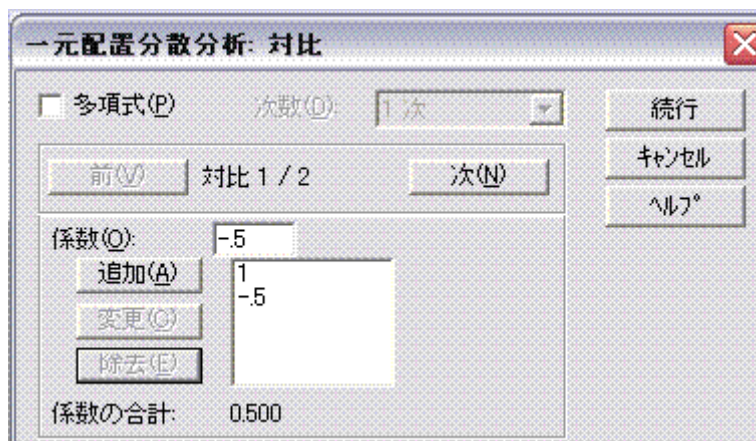 一元配置分散分析: 対比
多項式(P) 次数(D): 1 次
続行
キャンセル
ヘルプ
前(V) 対比 1 / 2 次(N)
係数(O): -.5
追加(A)
変更(C)
除去(E)
1
-.5
係数の合計: 0.500